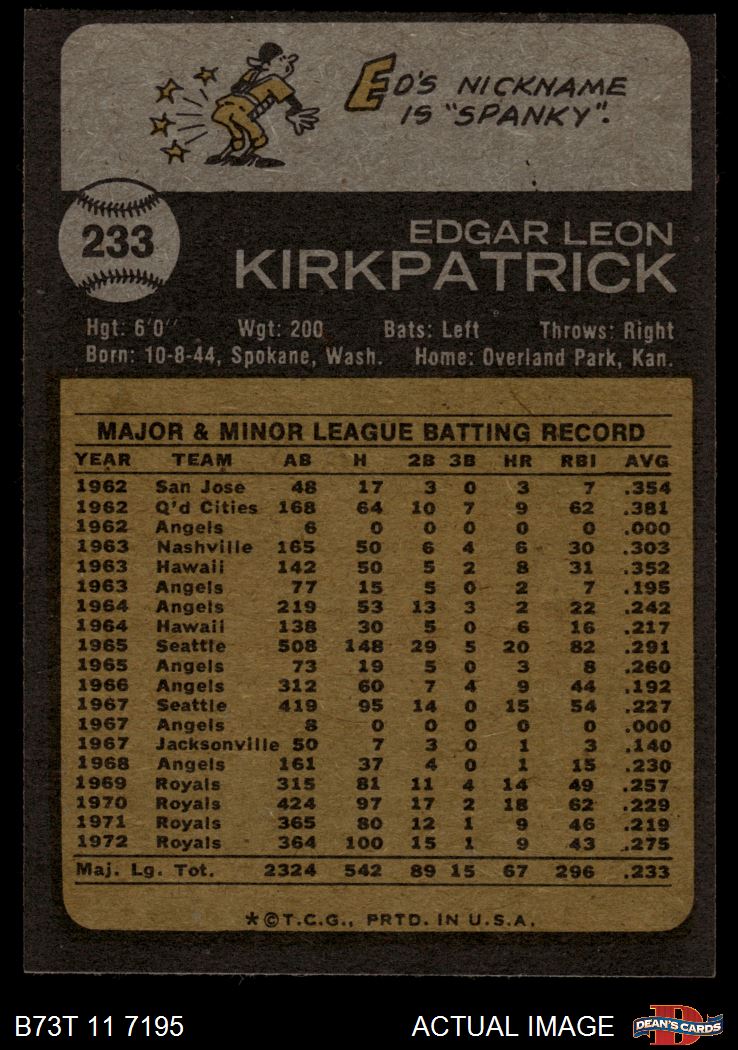 ED'S NICKNAME
IS "SPANKY".
233
EDGAR LEON
KIRKPATRICK
Hgt: 6'0" Wgt: 200 Bats: Left Throws: Right
Born: 10-8-44, Spokane, Wash. Home: Overland Park, Kan.
MAJOR & MINOR LEAGUE BATTING RECORD
YEAR TEAM AB H 2B 3B HR RBI AVG
1962 San Jose 48 17 3 0 3 7 .354
1962 Q'd Cities 168 64 10 7 9 62 .381
1962 Angels 6 0 0 0 0 0 .000
1963 Nashville 165 50 6 4 6 30 .303
1963 Hawaii 142 50 5 2 8 31 .352
1963 Angels 77 15 5 0 2 7 .195
1964 Angels 219 53 13 3 2 22 .242
1964 Hawaii 138 30 5 0 6 16 .217
1965 Seattle 508 148 29 5 20 82 .291
1965 Angels 73 19 5 0 3 8 .260
1966 Angels 312 60 7 4 9 44 .192
1967 Seattle 419 95 14 0 15 54 .227
1967 Angels 8 0 0 0 0 0 .000
1967 Jacksonville 50 7 3 0 1 3 .140
1968 Angels 161 37 4 0 1 15 .230
1969 Royals 315 81 11 4 14 49 .257
1970 Royals 424 97 17 2 18 62 .229
1971 Royals 365 80 12 1 9 46 .219
1972 Royals 364 100 15 1 9 43 .275
Maj. Lg. Tot. 2324 542 89 15 67 296 .233
*©T.C.G., PRTD. IN U.S.A.
B73T 11 7195 ACTUAL IMAGE D DEAN'S CARDS